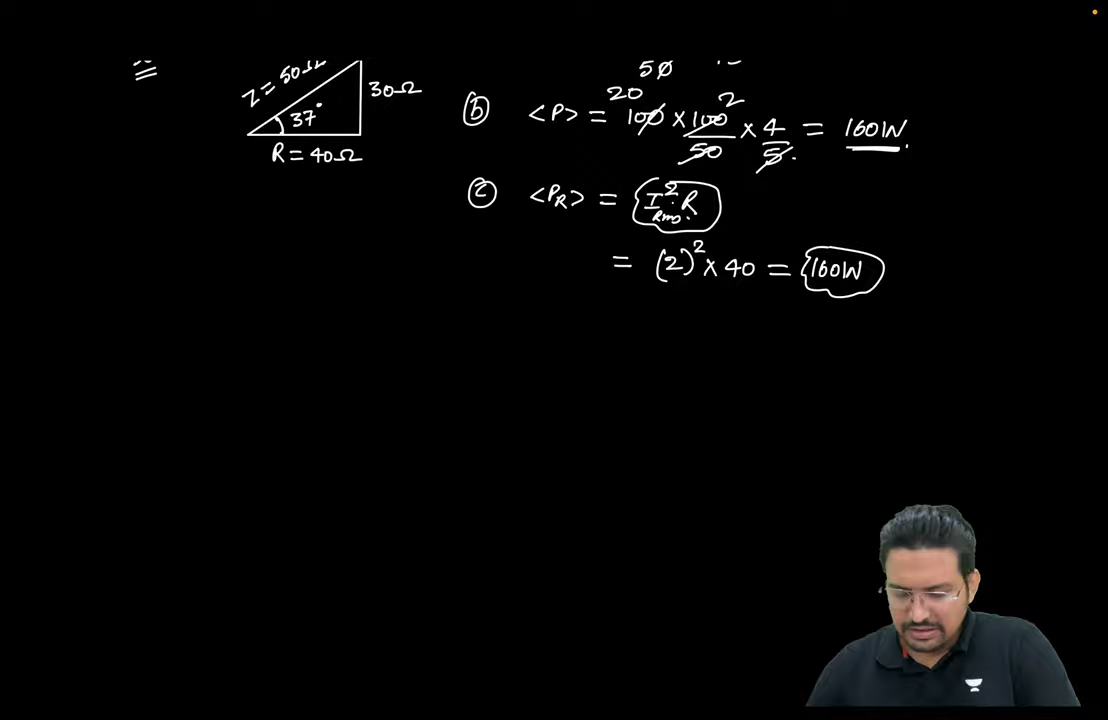 Z = 50Ω
30Ω
37°
R = 40Ω
50
20
ⓑ <P> = 100 × 100/50 2 × 4/5 = 160W.
ⓒ <P_R> = I²_Rms R
= (2)² × 40 = 160W